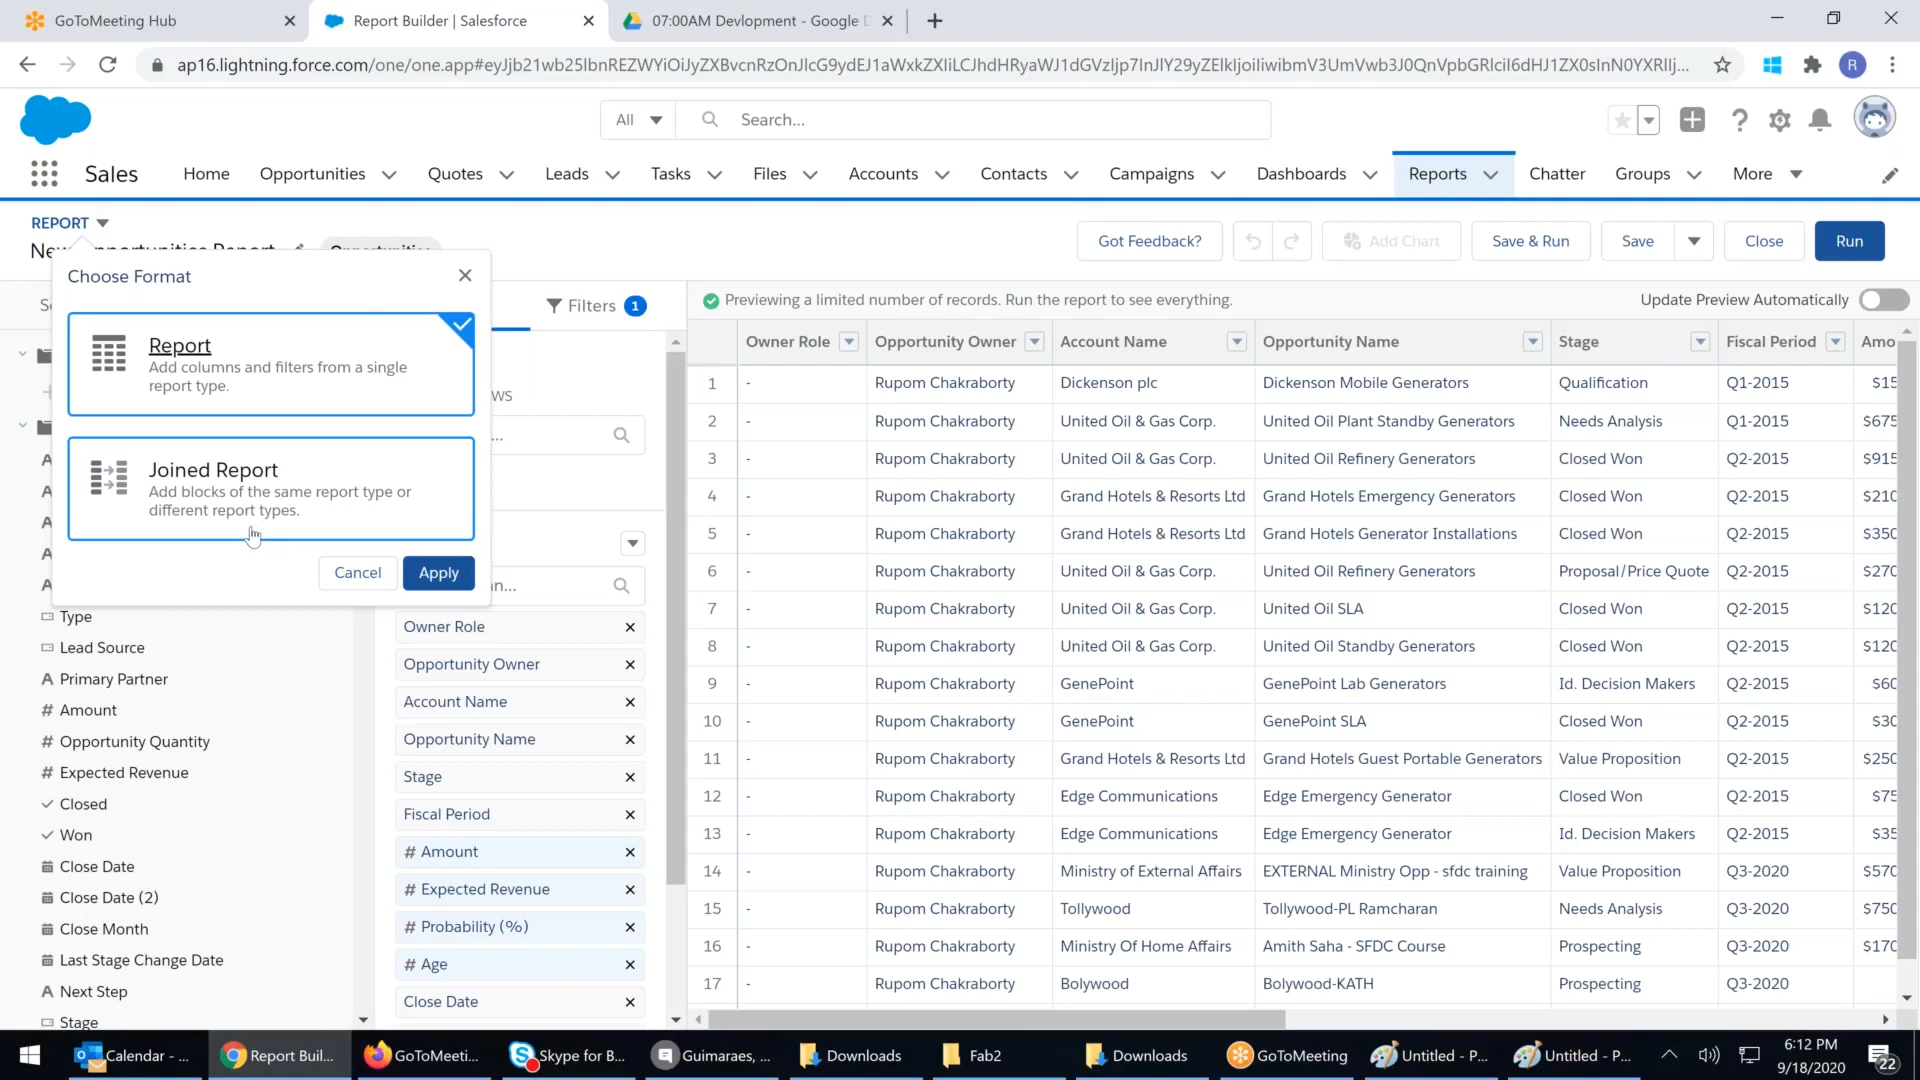 GoToMeeting Hub
Report Builder | Salesforce
07:00AM Devlopment - Google D
All
Search...
Sales
Home
Opportunities
Quotes
Leads
Tasks
Files
Accounts
Contacts
Campaigns
Dashboards
Reports
Chatter
Groups
More
REPORT
Got Feedback?
Add Chart
Save & Run
Save
Close
Run
Choose Format
Report
Add columns and filters from a single
report type.
Joined Report
Add blocks of the same report type or
different report types.
Cancel
Apply
Filters 1
Previewing a limited number of records. Run the report to see everything.
Update Preview Automatically
Type
Lead Source
Primary Partner
Amount
Opportunity Quantity
Expected Revenue
Closed
Won
Close Date
Close Date (2)
Close Month
Last Stage Change Date
Next Step
Stage
Owner Role
Opportunity Owner
Account Name
Opportunity Name
Stage
Fiscal Period
# Amount
# Expected Revenue
# Probability (%)
# Age
Close Date
Owner Role Opportunity Owner Account Name Opportunity Name Stage Fiscal Period Amo
1 - Rupom Chakraborty Dickenson plc Dickenson Mobile Generators Qualification Q1-2015 $15
2 - Rupom Chakraborty United Oil & Gas Corp. United Oil Plant Standby Generators Needs Analysis Q1-2015 $675
3 - Rupom Chakraborty United Oil & Gas Corp. United Oil Refinery Generators Closed Won Q2-2015 $915
4 - Rupom Chakraborty Grand Hotels & Resorts Ltd Grand Hotels Emergency Generators Closed Won Q2-2015 $210
5 - Rupom Chakraborty Grand Hotels & Resorts Ltd Grand Hotels Generator Installations Closed Won Q2-2015 $350
6 - Rupom Chakraborty United Oil & Gas Corp. United Oil Refinery Generators Proposal/Price Quote Q2-2015 $270
7 - Rupom Chakraborty United Oil & Gas Corp. United Oil SLA Closed Won Q2-2015 $120
8 - Rupom Chakraborty United Oil & Gas Corp. United Oil Standby Generators Closed Won Q2-2015 $120
9 - Rupom Chakraborty GenePoint GenePoint Lab Generators Id. Decision Makers Q2-2015 $60
10 - Rupom Chakraborty GenePoint GenePoint SLA Closed Won Q2-2015 $30
11 - Rupom Chakraborty Grand Hotels & Resorts Ltd Grand Hotels Guest Portable Generators Value Proposition Q2-2015 $250
12 - Rupom Chakraborty Edge Communications Edge Emergency Generator Closed Won Q2-2015 $75
13 - Rupom Chakraborty Edge Communications Edge Emergency Generator Id. Decision Makers Q2-2015 $35
14 - Rupom Chakraborty Ministry of External Affairs EXTERNAL Ministry Opp - sfdc training Value Proposition Q3-2020 $570
15 - Rupom Chakraborty Tollywood Tollywood-PL Ramcharan Needs Analysis Q3-2020 $750
16 - Rupom Chakraborty Ministry Of Home Affairs Amith Saha - SFDC Course Prospecting Q3-2020 $170
17 - Rupom Chakraborty Bolywood Bolywood-KATH Prospecting Q3-2020
Calendar - ...
Report Buil...
GoToMeeti...
Skype for B...
Guimaraes, ...
Downloads
Fab2
Downloads
GoToMeeting
Untitled - P...
Untitled - P...
6:12 PM
9/18/2020
22